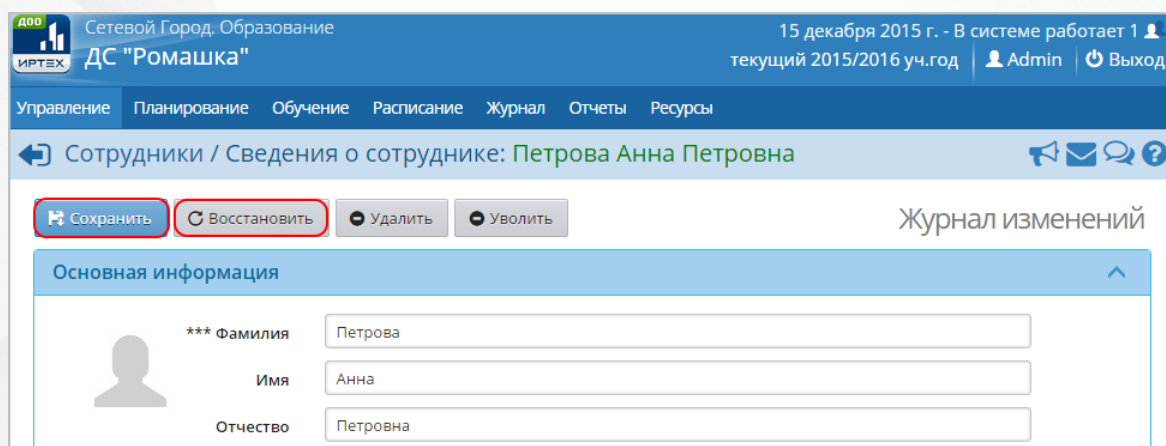 ДОО
ИРТЕХ
Сетевой Город. Образование
ДС "Ромашка"
15 декабря 2015 г. - В системе работает 1
текущий 2015/2016 уч.год Admin Выход
Управление Планирование Обучение Расписание Журнал Отчеты Ресурсы
Сотрудники / Сведения о сотруднике: Петрова Анна Петровна
Сохранить Восстановить Удалить Уволить Журнал изменений
Основная информация
*** Фамилия Петрова
Имя Анна
Отчество Петровна